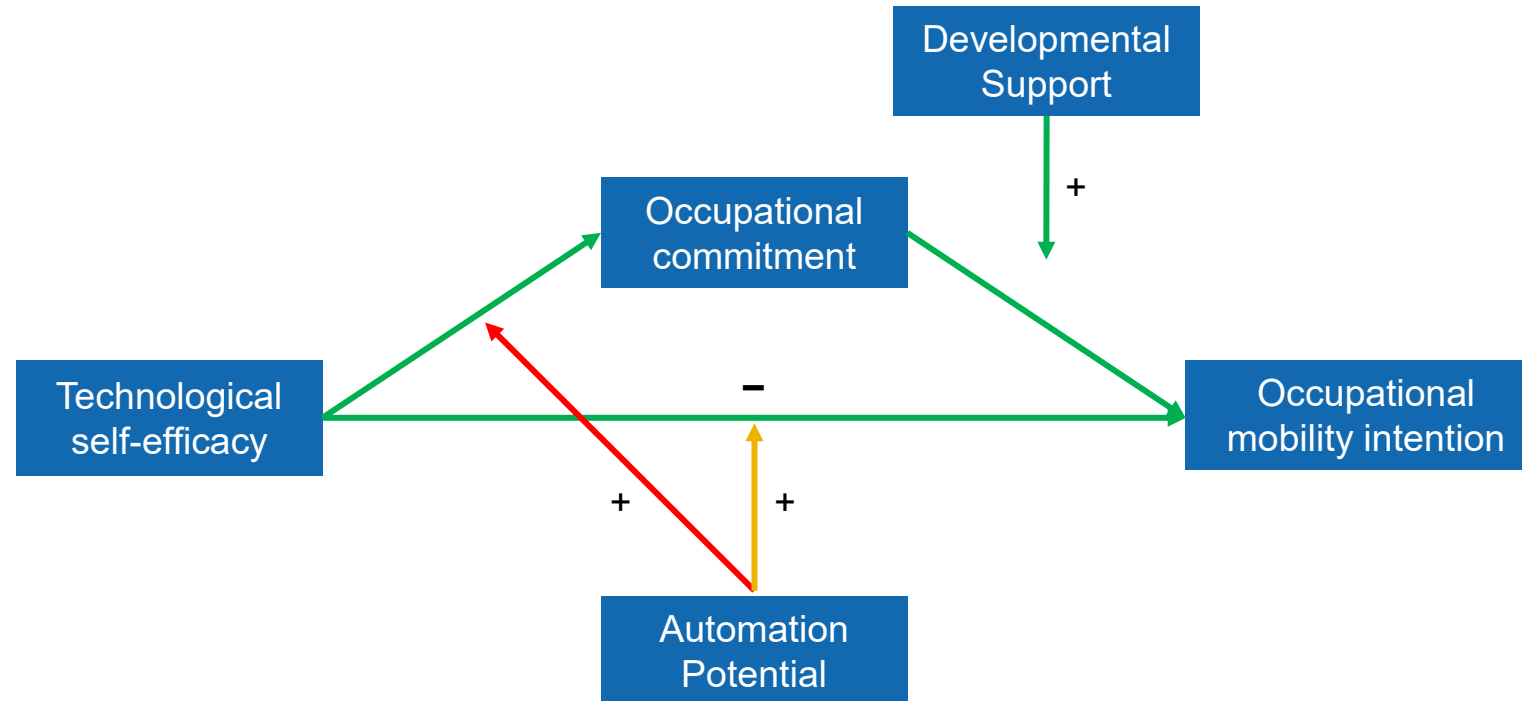 Developmental
Support
+
Occupational
commitment
Technological
self-efficacy
–
Occupational
mobility intention
+
+
Automation
Potential